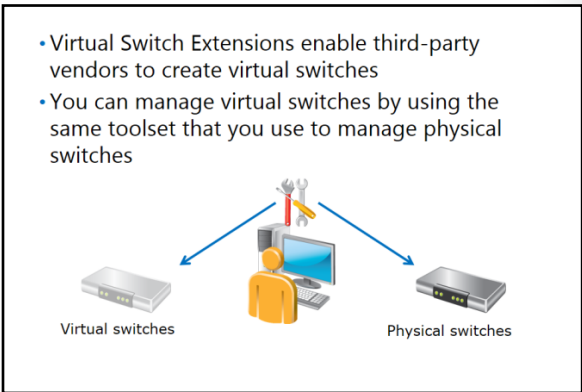 • Virtual Switch Extensions enable third-party
vendors to create virtual switches
• You can manage virtual switches by using the
same toolset that you use to manage physical
switches
Virtual switches
Physical switches